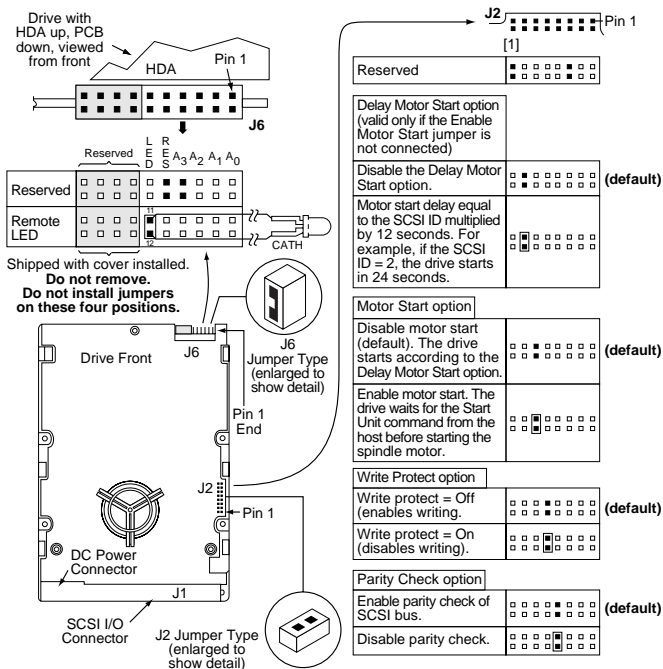 Drive with
HDA up, PCB
down, viewed
from front
HDA
Pin 1
J6
Reserved
L
E
D
R
E
S
A3 A2 A1 A0
Reserved
Remote
LED
11
12
CATH
Shipped with cover installed.
Do not remove.
Do not install jumpers
on these four positions.
Drive Front
J6
J6
Jumper Type
(enlarged to
show detail)
Pin 1
End
J2
Pin 1
DC Power
Connector
J1
SCSI I/O
Connector
J2 Jumper Type
(enlarged to
show detail)
J2
Pin 1
[1]
Reserved
Delay Motor Start option
(valid only if the Enable
Motor Start jumper is
not connected)
Disable the Delay Motor
Start option.
(default)
Motor start delay equal
to the SCSI ID multiplied
by 12 seconds. For
example, if the SCSI
ID = 2, the drive starts
in 24 seconds.
Motor Start option
Disable motor start
(default). The drive
starts according to the
Delay Motor Start option.
(default)
Enable motor start. The
drive waits for the Start
Unit command from the
host before starting the
spindle motor.
Write Protect option
Write protect = Off
(enables writing.
(default)
Write protect = On
(disables writing).
Parity Check option
Enable parity check of
SCSI bus.
(default)
Disable parity check.